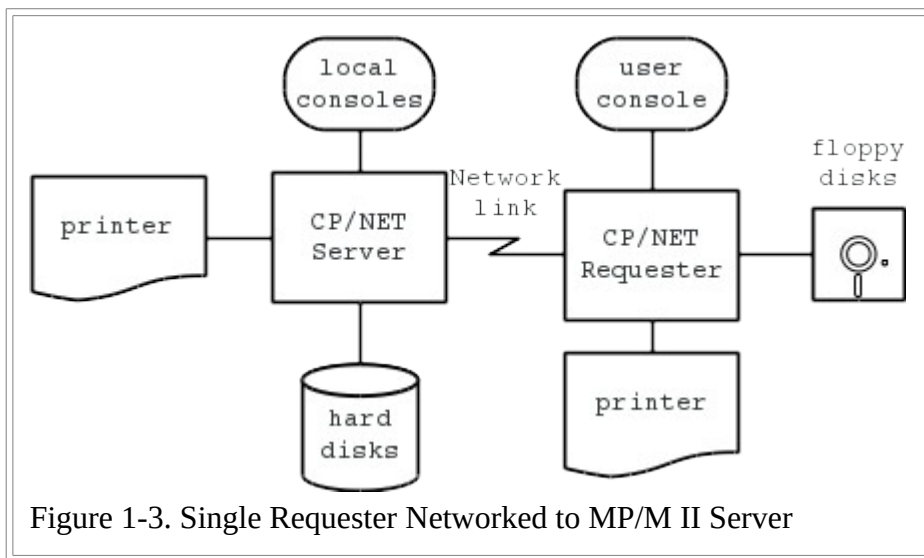 local
consoles
user
console
floppy
disks
Network
link
printer
CP/NET
Server
CP/NET
Requester
hard
disks
printer
Figure 1-3. Single Requester Networked to MP/M II Server